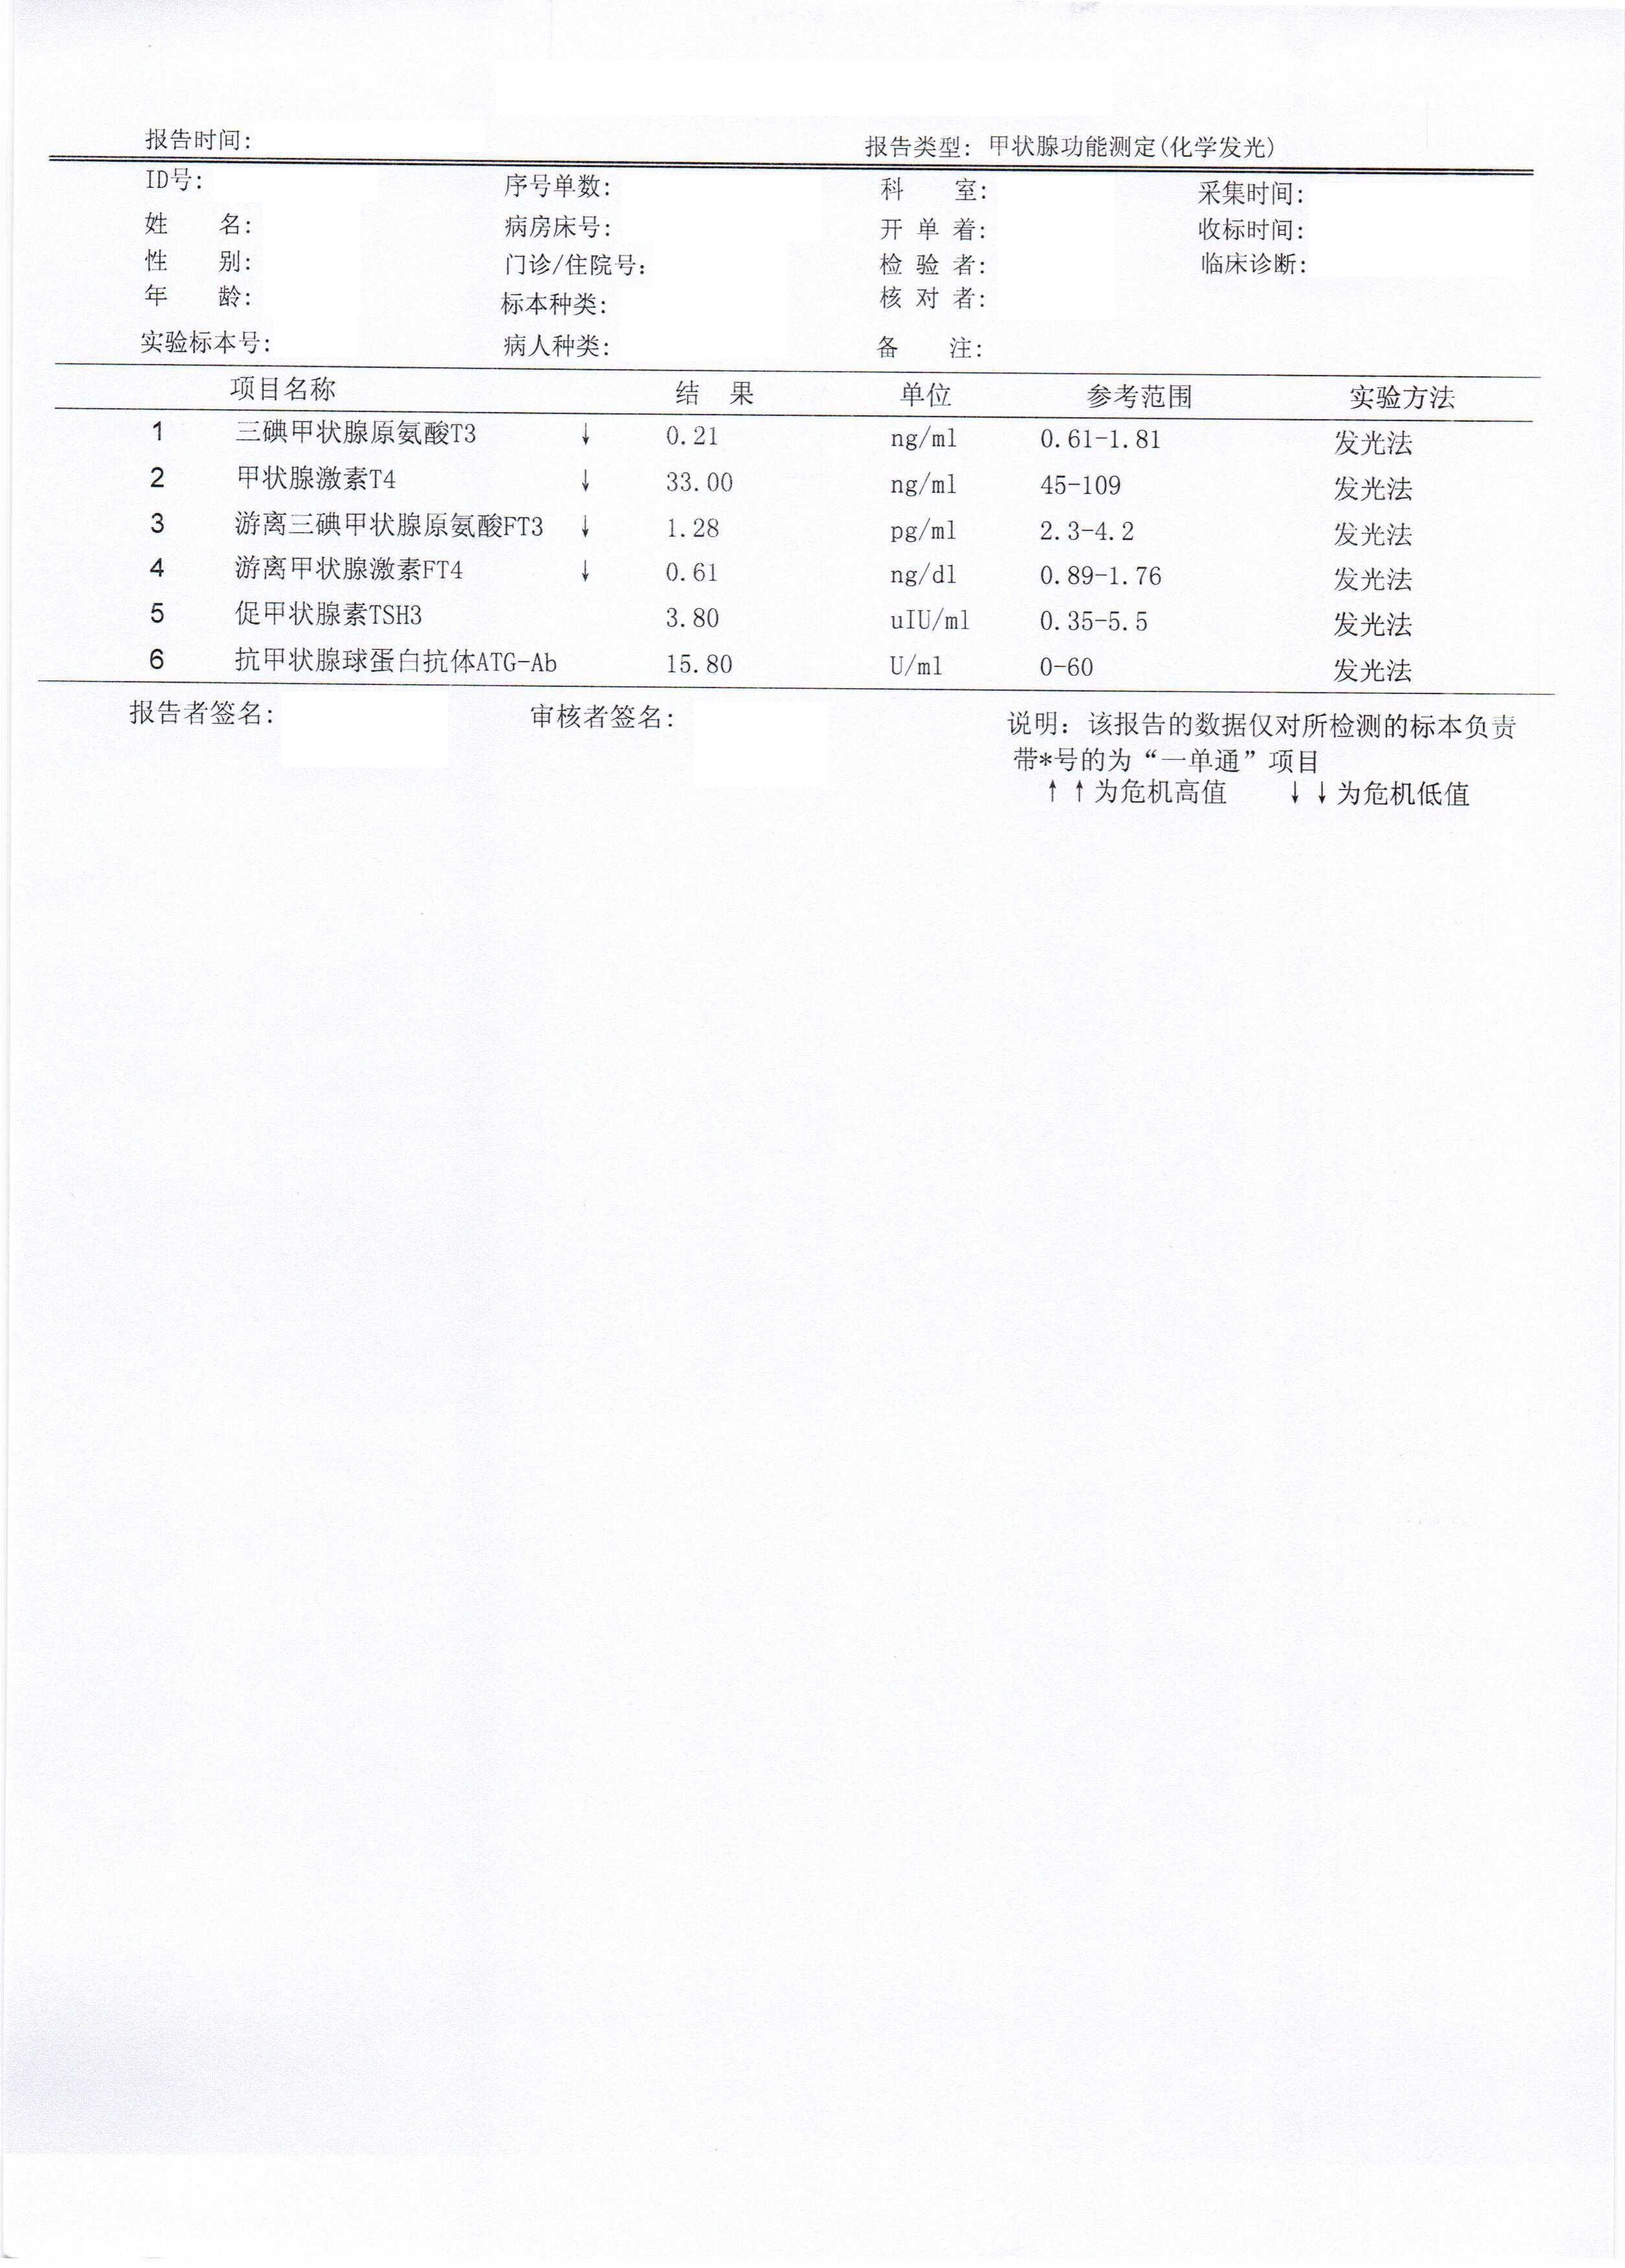 报告时间: 报告类型: 甲状腺功能测定(化学发光)
ID号: 序号单数: 科 室: 采集时间:
姓 名: 病房床号: 开 单 着: 收标时间:
性 别: 门诊/住院号: 检 验 者: 临床诊断:
年 龄: 标本种类: 核 对 者:
实验标本号: 病人种类: 备 注:
项目名称 结 果 单位 参考范围 实验方法
1 三碘甲状腺原氨酸T3 ↓ 0.21 ng/ml 0.61-1.81 发光法
2 甲状腺激素T4 ↓ 33.00 ng/ml 45-109 发光法
3 游离三碘甲状腺原氨酸FT3 ↓ 1.28 pg/ml 2.3-4.2 发光法
4 游离甲状腺激素FT4 ↓ 0.61 ng/dl 0.89-1.76 发光法
5 促甲状腺素TSH3 3.80 uIU/ml 0.35-5.5 发光法
6 抗甲状腺球蛋白抗体ATG-Ab 15.80 U/ml 0-60 发光法
报告者签名: 审核者签名: 说明: 该报告的数据仅对所检测的标本负责
带*号的为“一单通”项目
↑↑为危机高值 ↓↓为危机低值